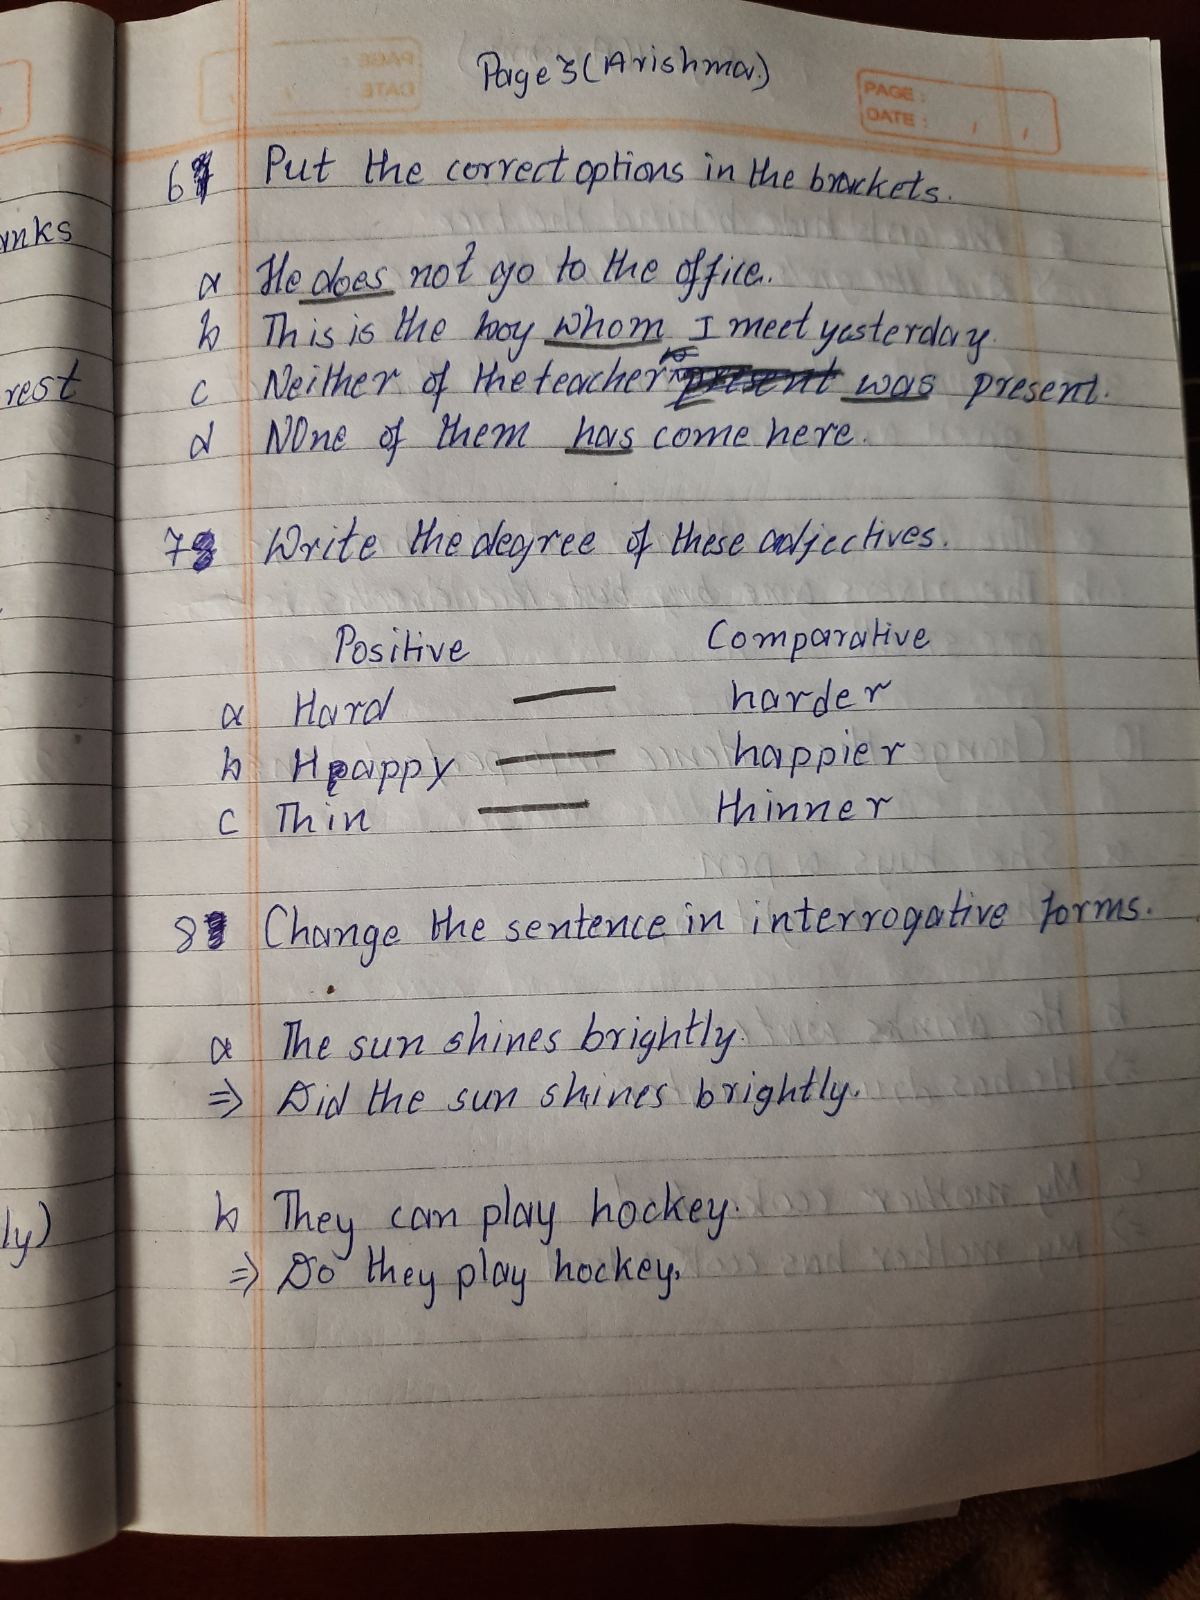 Page 3 (Arishma.)
PAGE :
DATE : / /
6 Put the correct options in the brackets.
a He does not go to the office.
b This is the boy whom I meet yesterday.
c Neither of the teacher was present.
d NOne of them has come here.
7 Write the degree of these adjectives.
Positive Comparative
a Hard — harder
b Happy — happier
c Thin — thinner
8 Change the sentence in interrogative forms.
a The sun shines brightly.
⇒ Did the sun shines brightly.
b They can play hockey.
⇒ Do they play hockey.
anks
rest
ly)